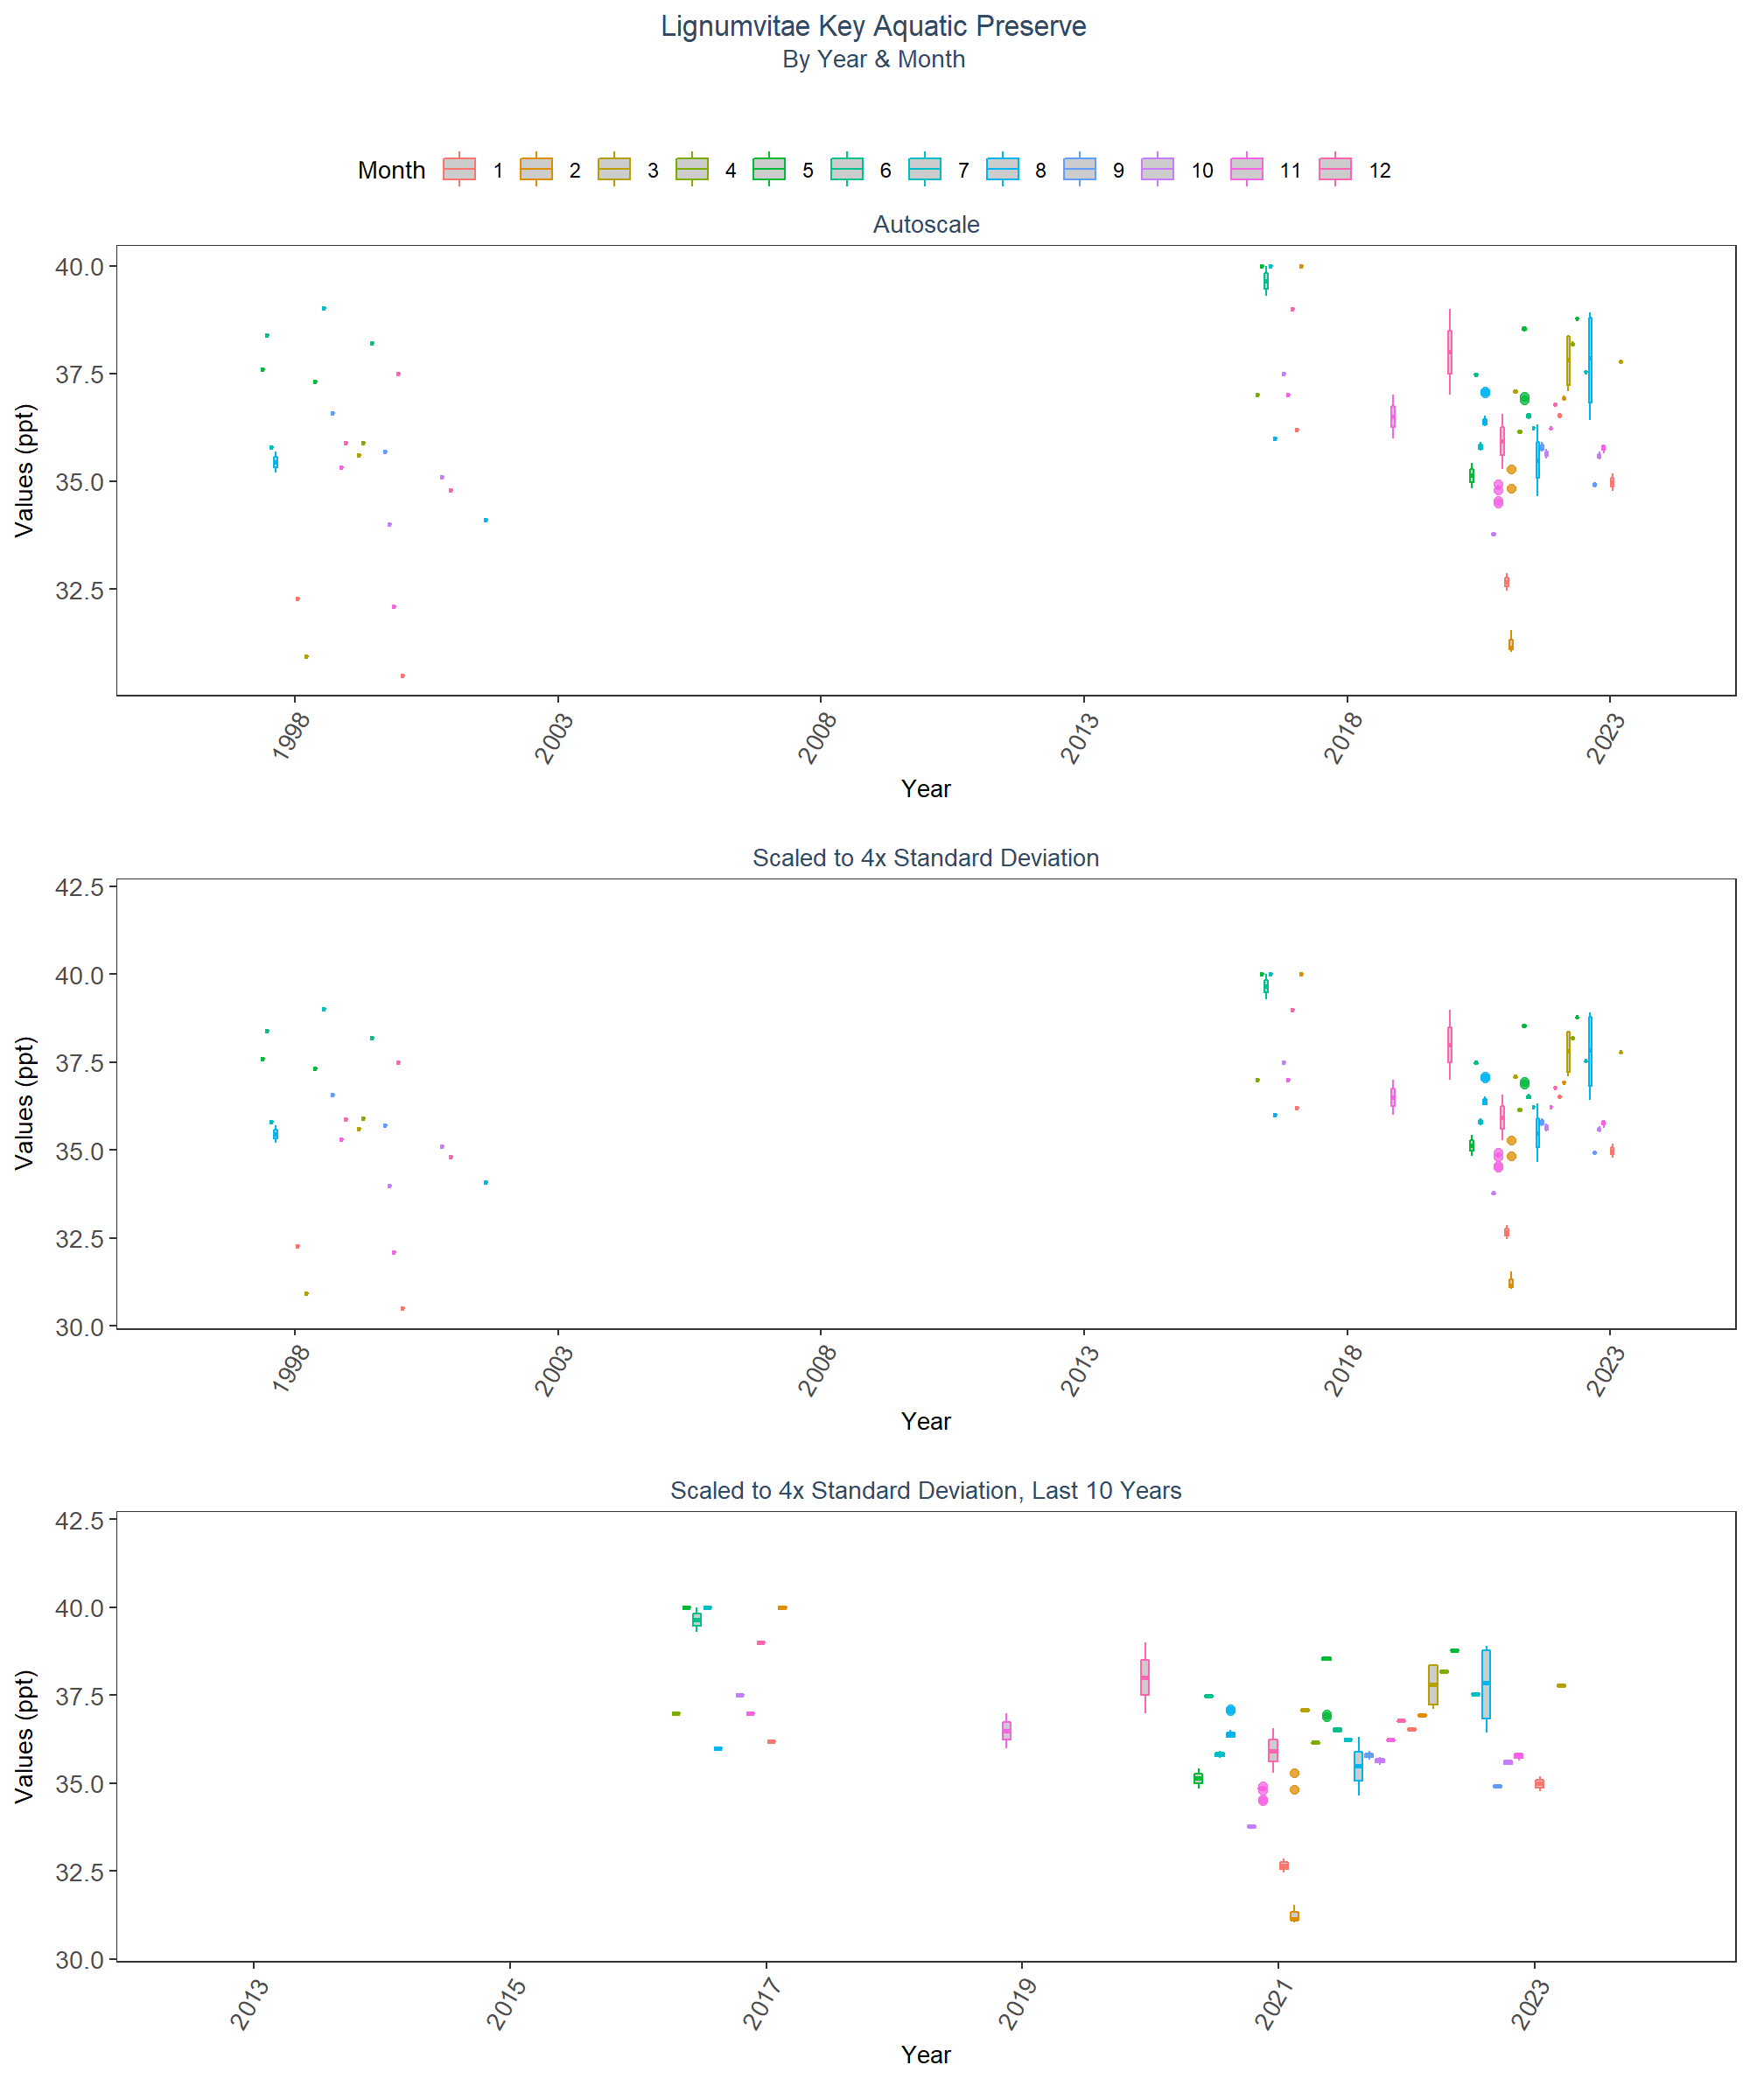 Lignumvitae Key Aquatic Preserve
By Year & Month
Month 1 2 3 4 5 6 7 8 9 10 11 12
Autoscale
40.0
37.5
35.0
32.5
Values (ppt)
1998 2003 2008 2013 2018 2023
Year
Scaled to 4x Standard Deviation
42.5
40.0
37.5
35.0
32.5
30.0
Values (ppt)
1998 2003 2008 2013 2018 2023
Year
Scaled to 4x Standard Deviation, Last 10 Years
42.5
40.0
37.5
35.0
32.5
30.0
Values (ppt)
2013 2015 2017 2019 2021 2023
Year